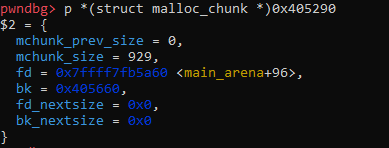 pwndbg> p *(struct malloc_chunk *)0x405290
$2 = {
  mchunk_prev_size = 0,
  mchunk_size = 929,
  fd = 0x7ffff7fb5a60 <main_arena+96>,
  bk = 0x405660,
  fd_nextsize = 0x0,
  bk_nextsize = 0x0
}